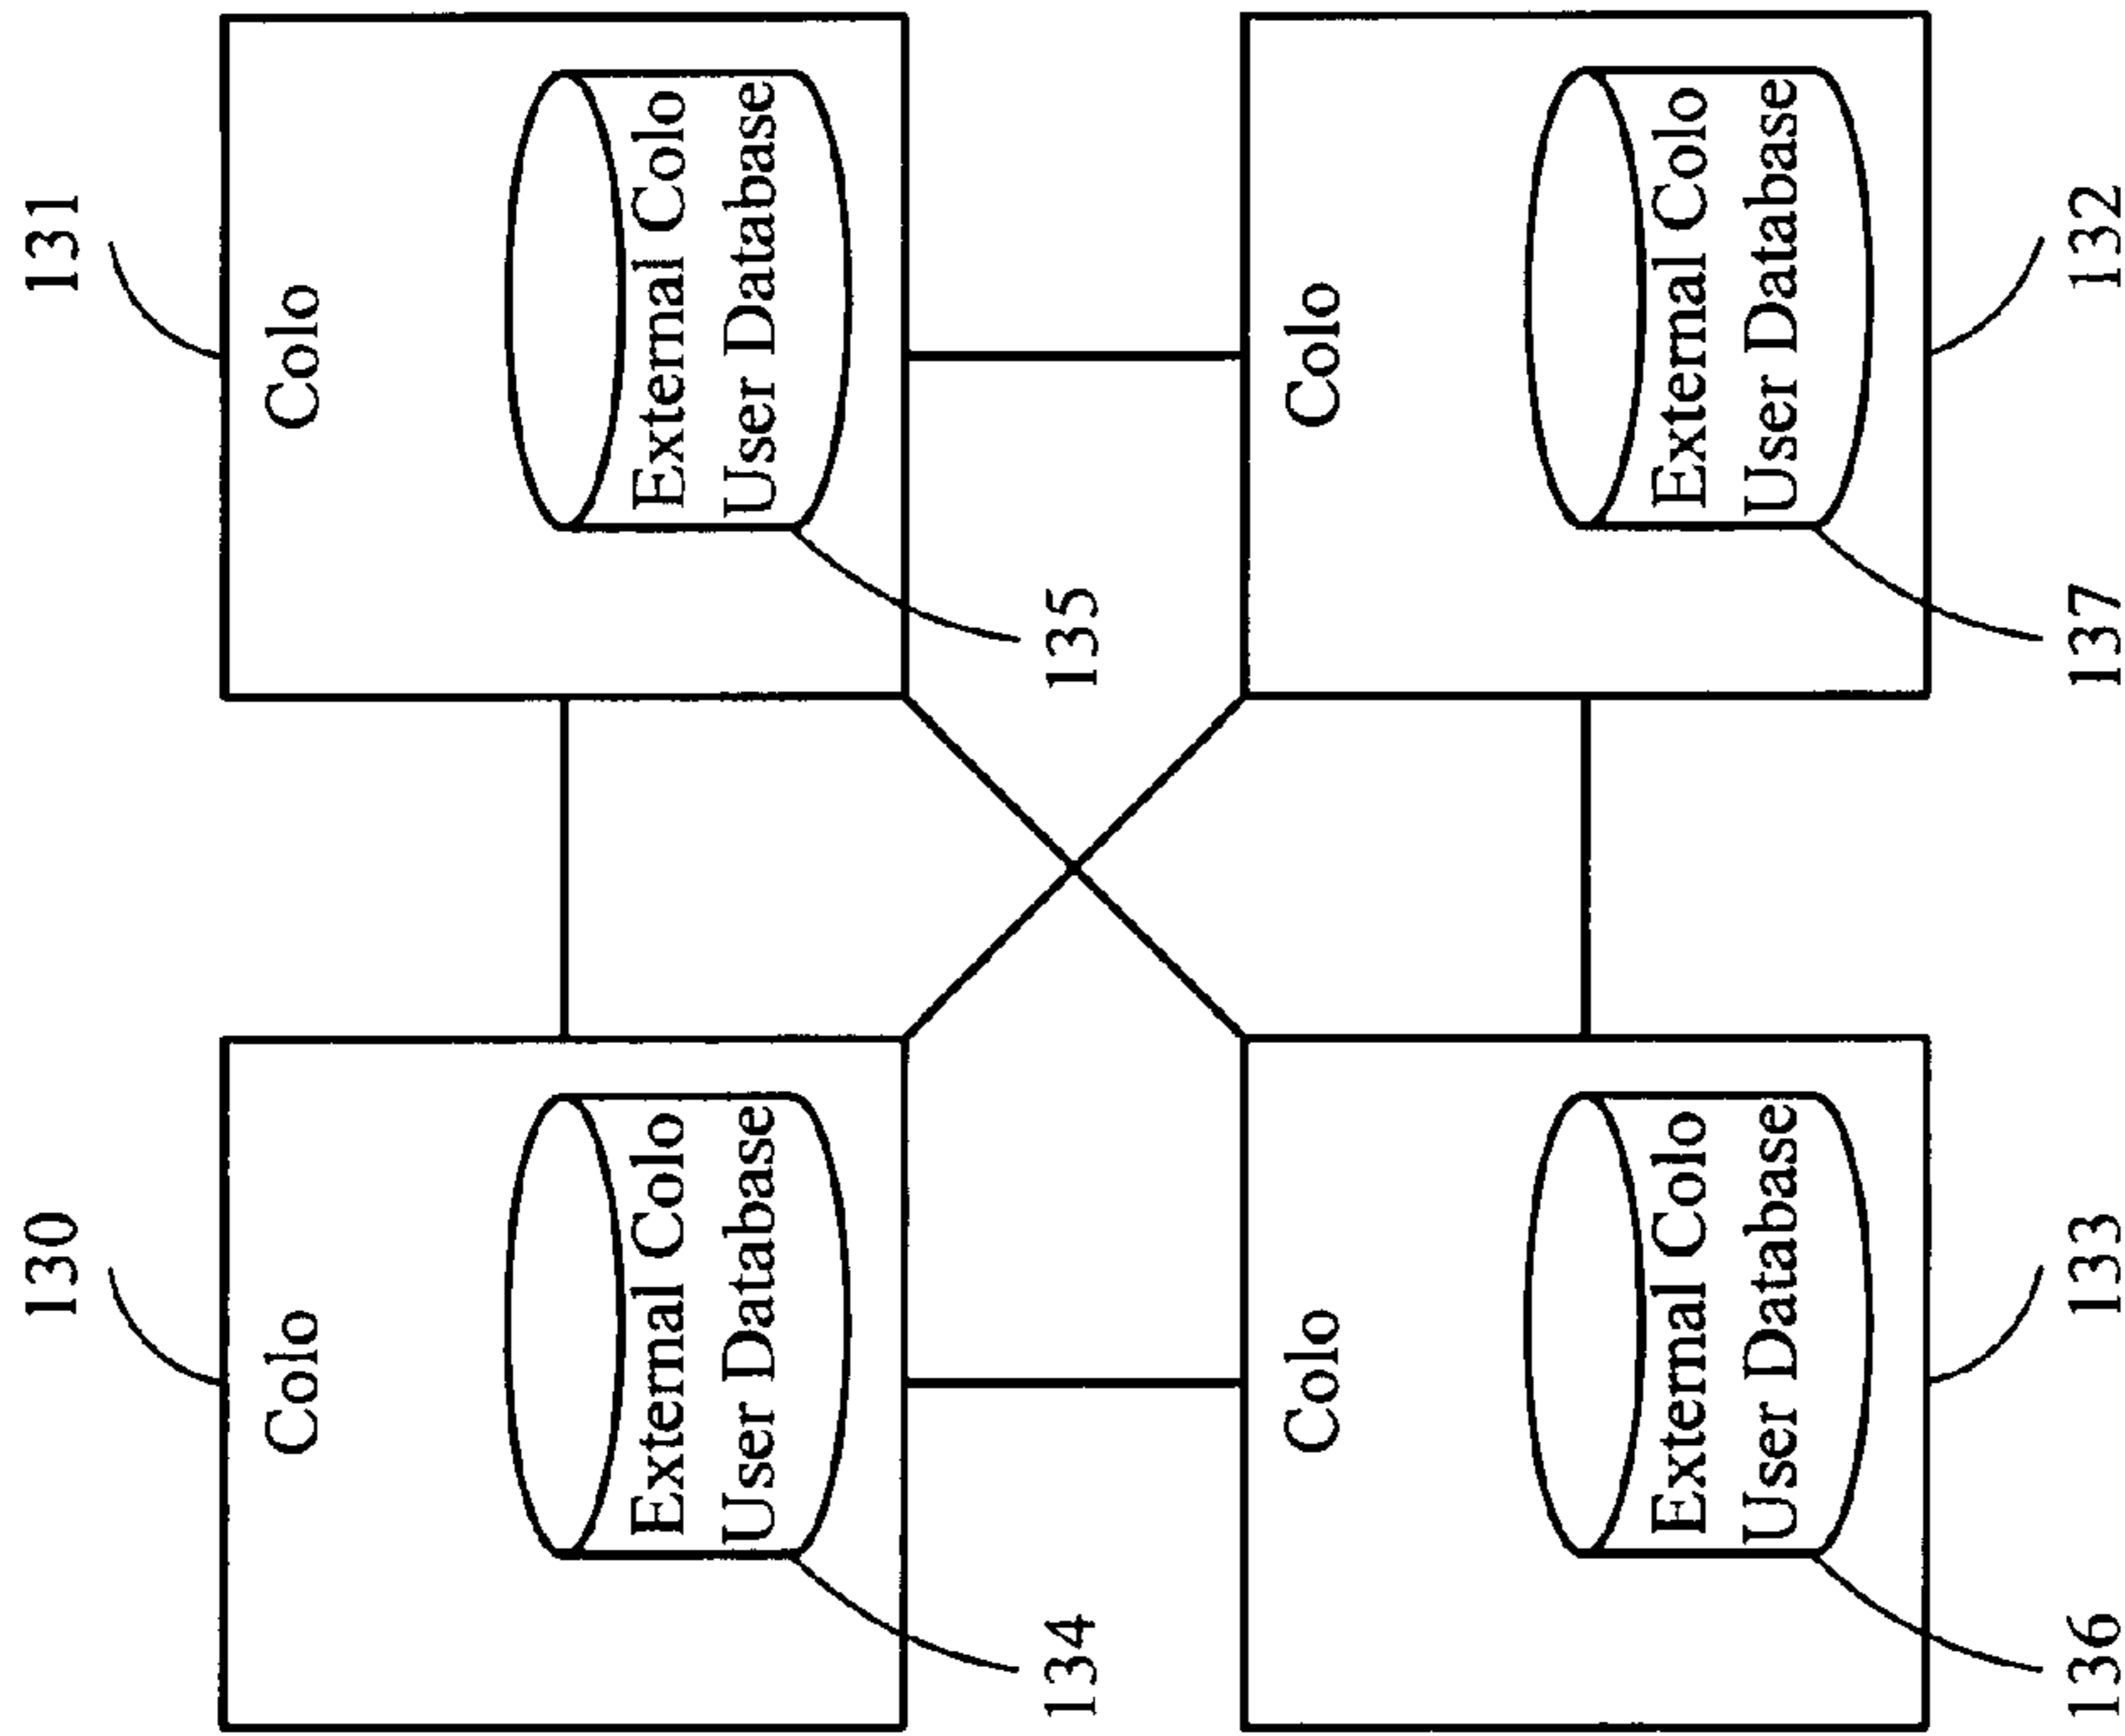 130
Colo
External Colo
User Database
134
131
Colo
External Colo
User Database
135
Colo
External Colo
User Database
136
133
Colo
External Colo
User Database
137
132